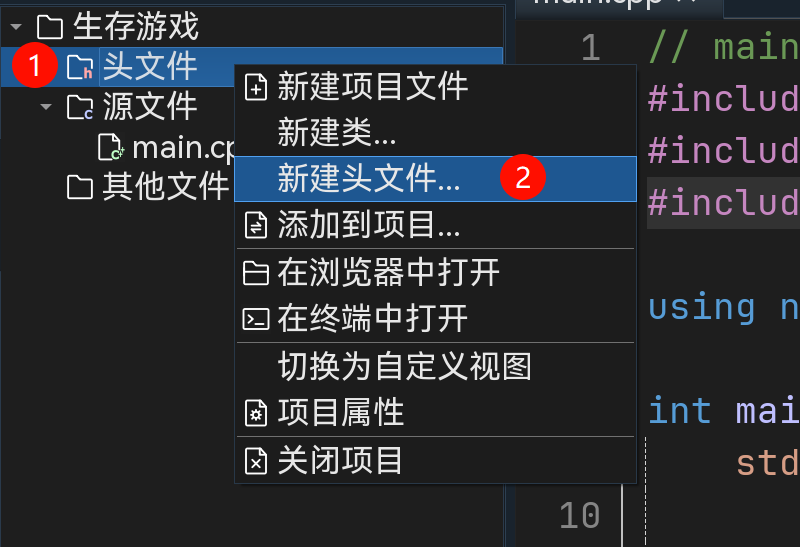 生存游戏
1
头文件
源文件
main.cp
其他文件
新建项目文件
新建类...
新建头文件...
2
添加到项目...
在浏览器中打开
在终端中打开
切换为自定义视图
项目属性
关闭项目
main.cpp
1
// main
#includ
#includ
#includ
using n
int mai
std
10